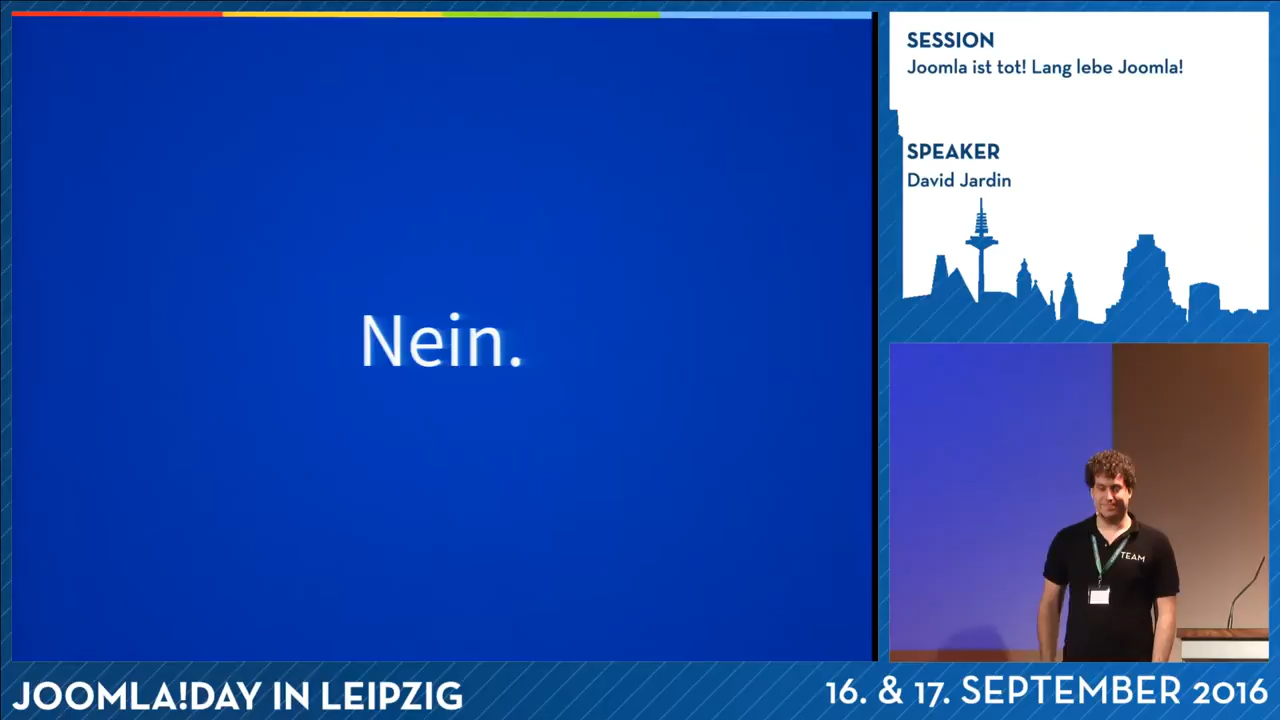 Nein.
SESSION
Joomla ist tot! Lang lebe Joomla!
SPEAKER
David Jardin
TEAM
JOOMLA!DAY IN LEIPZIG
16. & 17. SEPTEMBER 2016